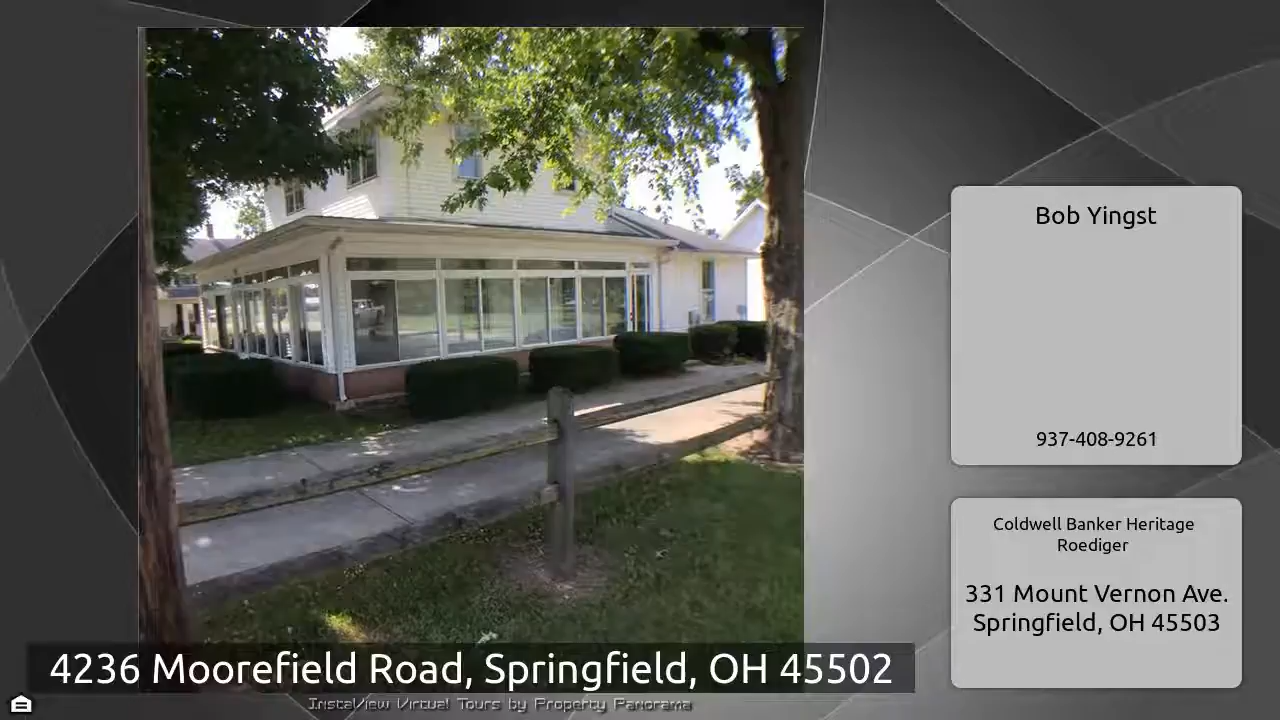 Bob Yingst
937-408-9261
Coldwell Banker Heritage
Roediger
331 Mount Vernon Ave.
Springfield, OH 45503
4236 Moorefield Road, Springfield, OH 45502
InstaView Virtual Tours by Property Panorama